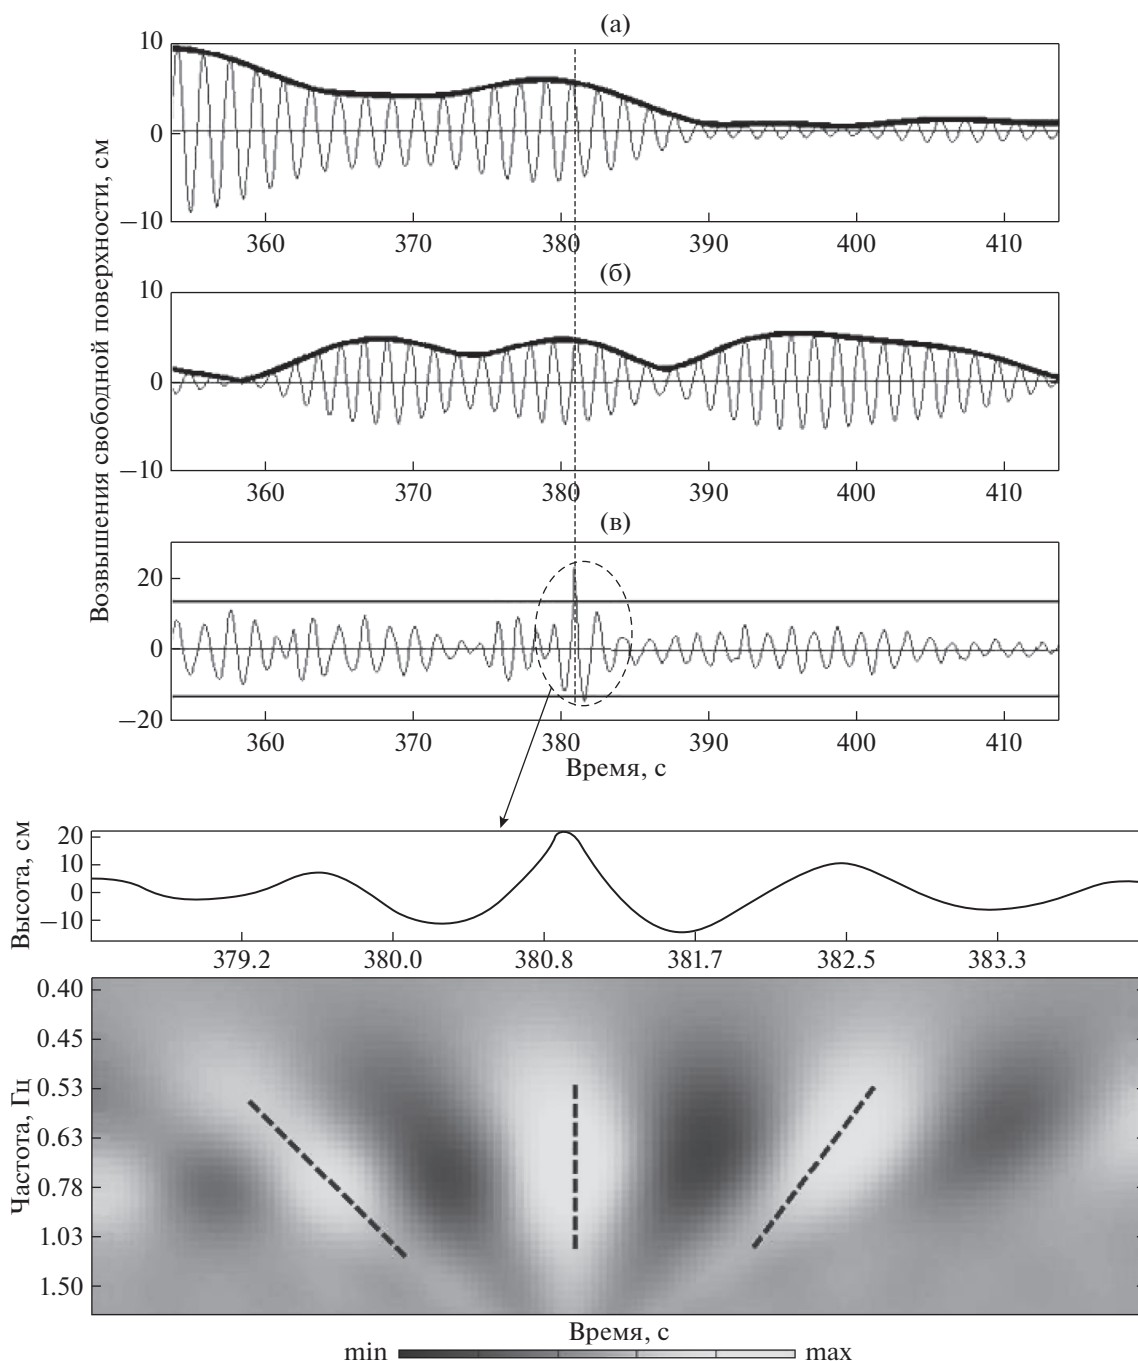 (а)
10
0
−10
360 370 380 390 400 410
(б)
10
0
−10
360 370 380 390 400 410
(в)
20
0
−20
360 370 380 390 400 410
Время, с
Возвышения свободной поверхности, см
Высота, см
20
10
0
−10
379.2 380.0 380.8 381.7 382.5 383.3
Частота, Гц
0.40
0.45
0.53
0.63
0.78
1.03
1.50
Время, с
min max